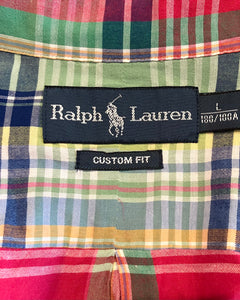 Ralph Lauren
L
180/100A
CUSTOM FIT